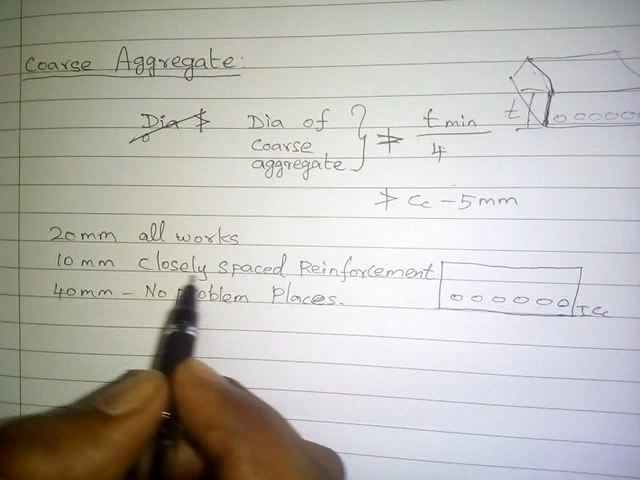 Coarse Aggregate:
Dia ≯ Dia of coarse aggregate } ≯ tmin/4
≯ Cc - 5mm
t
20mm all works
10mm Closely spaced Reinforcement
40mm - No Problem Places.
Cc